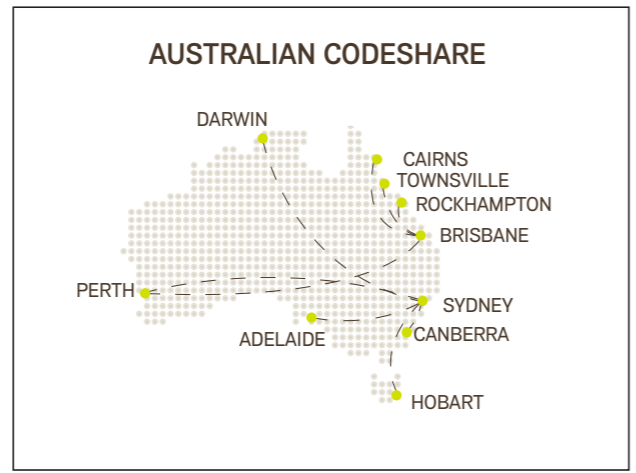 AUSTRALIAN CODESHARE
DARWIN
CAIRNS
TOWNSVILLE
ROCKHAMPTON
BRISBANE
PERTH
SYDNEY
ADELAIDE
CANBERRA
HOBART